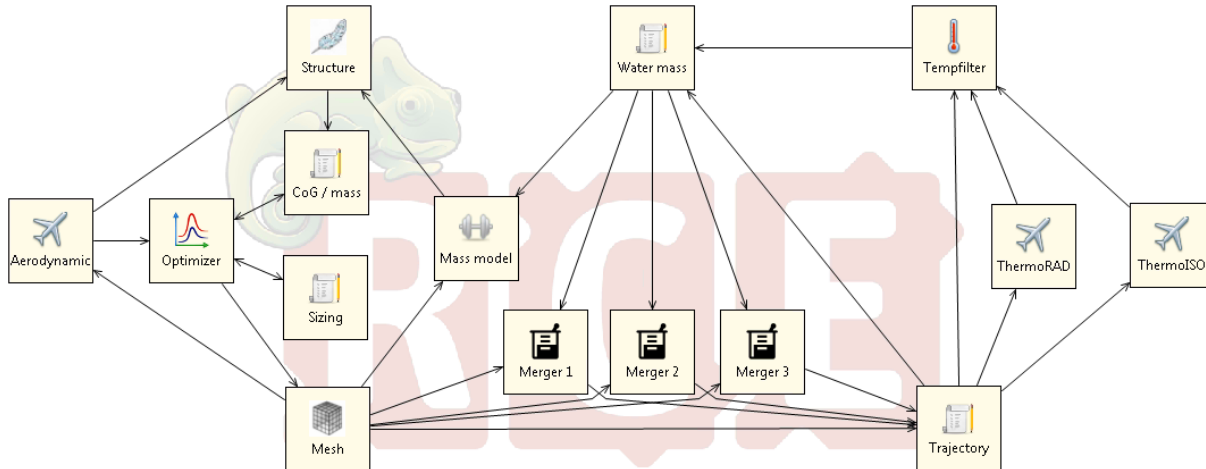 Structure
Water mass
Tempfilter
CoG / mass
Aerodynamic
Optimizer
Mass model
ThermoRAD
ThermoISO
Sizing
Merger 1
Merger 2
Merger 3
Mesh
Trajectory
RCE